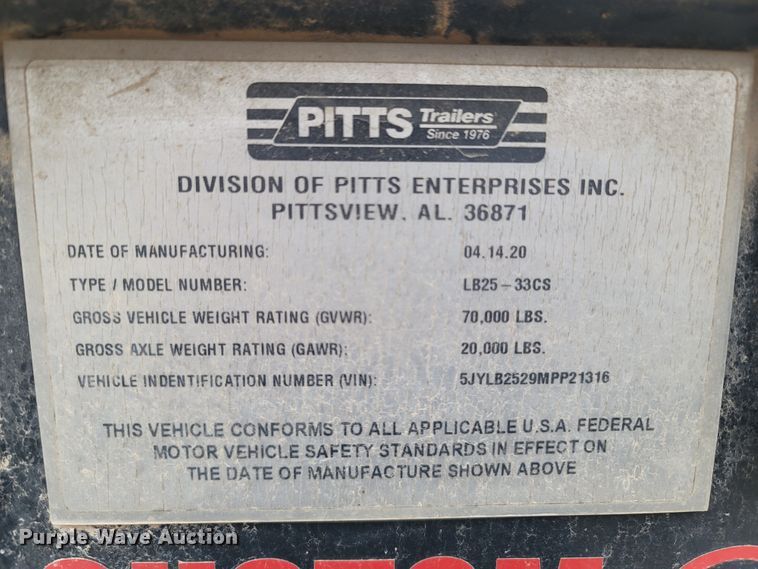 PITTS Trailers
Since 1976
DIVISION OF PITTS ENTERPRISES INC.
PITTSVIEW, AL. 36871
DATE OF MANUFACTURING: 04.14.20
TYPE / MODEL NUMBER: LB25-33CS
GROSS VEHICLE WEIGHT RATING (GVWR): 70,000 LBS.
GROSS AXLE WEIGHT RATING (GAWR): 20,000 LBS.
VEHICLE INDENTIFICATION NUMBER (VIN): 5JYLB2529MPP21316
THIS VEHICLE CONFORMS TO ALL APPLICABLE U.S.A. FEDERAL
MOTOR VEHICLE SAFETY STANDARDS IN EFFECT ON
THE DATE OF MANUFACTURE SHOWN ABOVE
Purple Wave Auction
CUSTOM